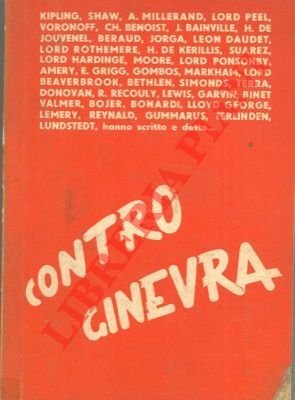 KIPLING, SHAW, A. MILLERAND, LORD PEEL,
VORONOFF, CH. BENOIST, J. BAINVILLE, H. DE
JOUVENEL, BERAUD, JORGA, LEON DAUDET,
LORD ROTHEMERE, H. DE KERILLIS, SUAREZ,
LORD HARDINGE, MOORE, LORD PONSONBY,
AMERY, E. GRIGG, GOMBOS, MARKHAM, LORD
BEAVERBROOK, BETHLEN, SIMONDS, TERRA,
DONOVAN, R. RECOULY, LEWIS, GARVIN, BINET
VALMER, BOJER, BONARDI, LLOYD GEORGE,
LEMERY, REYNALD, GUMMARUS, TERLINDEN,
LUNDSTEDT, hanno scritto e detto...
CONTRO
GINEVRA